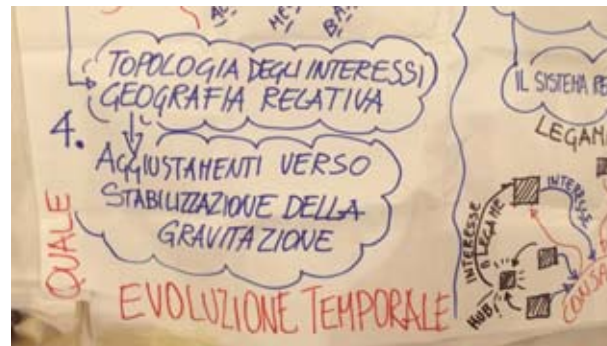 TOPOLOGIA DEGLI INTERESSI
GEOGRAFIA RELATIVA
4.
AGGIUSTAMENTI VERSO
STABILIZZAZIONE DELLA
GRAVITAZIONE
QUALE
EVOLUZIONE TEMPORALE
IL SISTEMA
INTERESSE
INTERESSE
O LEGAME
HUB!